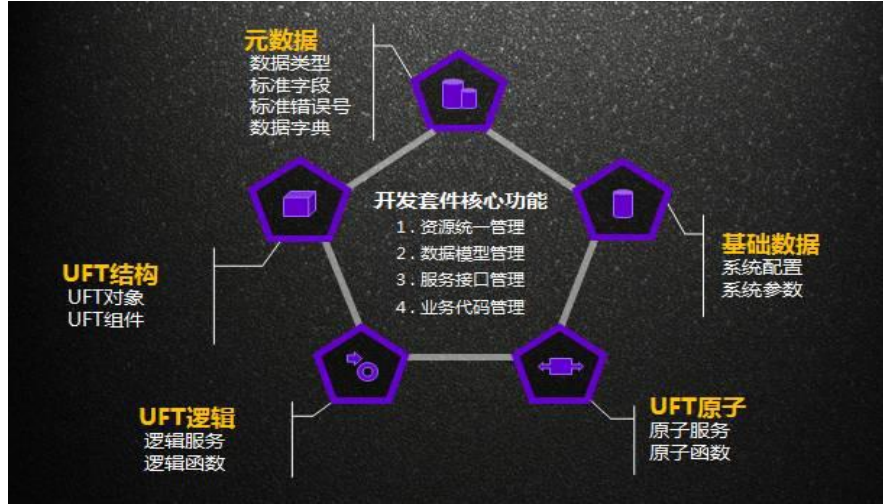 元数据
数据类型
标准字段
标准错误号
数据字典
开发套件核心功能
1. 资源统一管理
2. 数据模型管理
3. 服务接口管理
4. 业务代码管理
基础数据
系统配置
系统参数
UFT结构
UFT对象
UFT组件
UFT逻辑
逻辑服务
逻辑函数
UFT原子
原子服务
原子函数